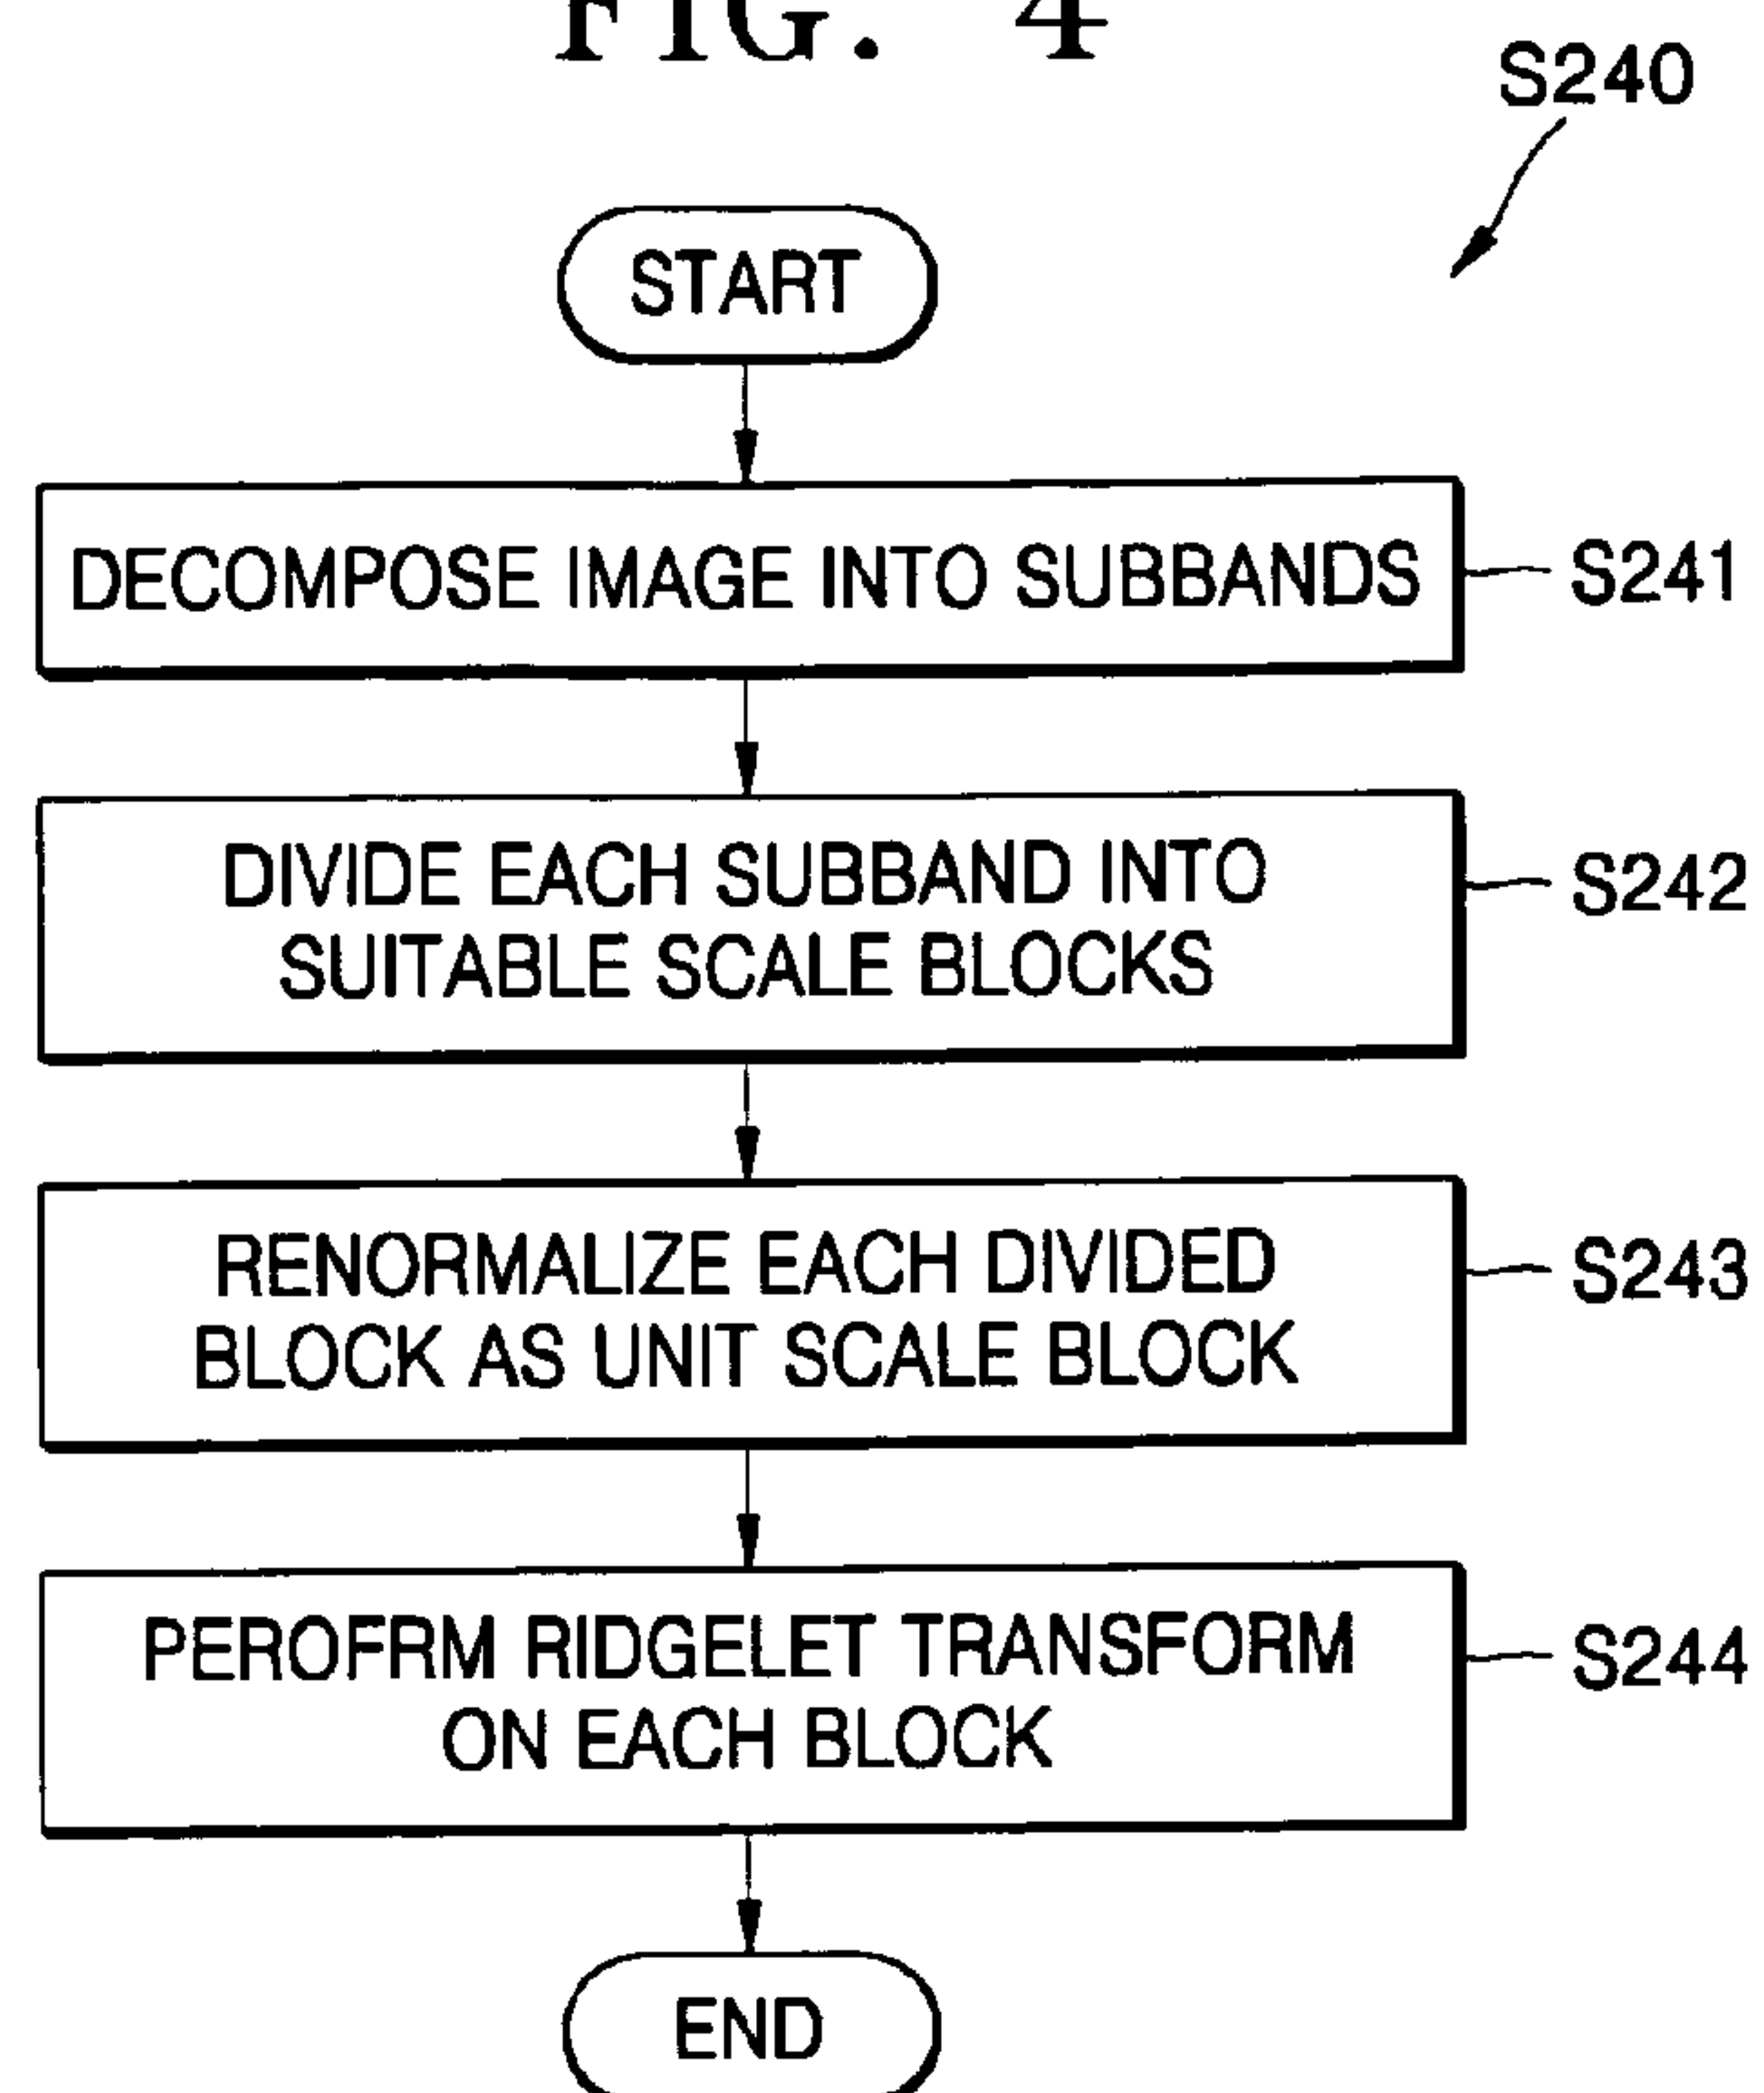 FIG. 4
S240
START
DECOMPOSE IMAGE INTO SUBBANDS
S241
DIVIDE EACH SUBBAND INTO
SUITABLE SCALE BLOCKS
S242
RENORMALIZE EACH DIVIDED
BLOCK AS UNIT SCALE BLOCK
S243
PEROFRM RIDGELET TRANSFORM
ON EACH BLOCK
S244
END